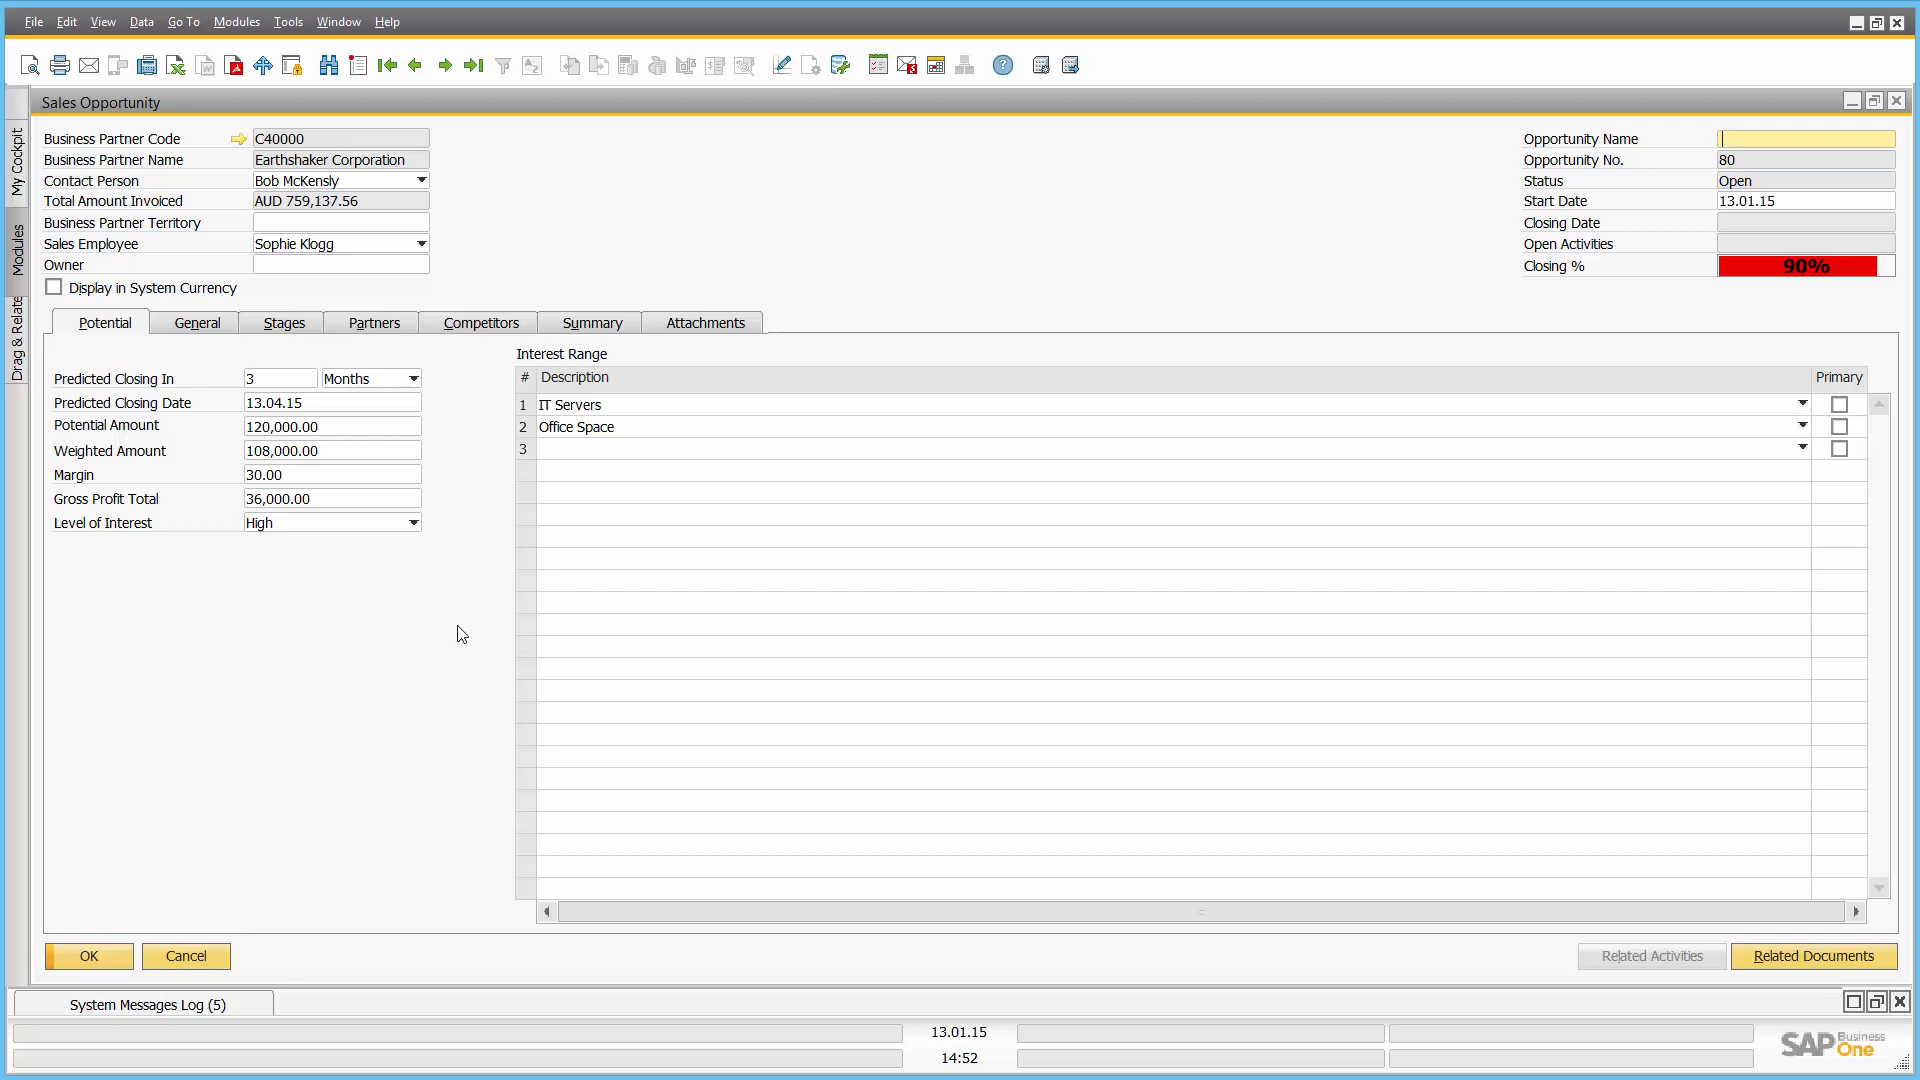 File Edit View Data Go To Modules Tools Window Help
Sales Opportunity
My Cockpit
Modules
Drag & Relate
Business Partner Code C40000
Business Partner Name Earthshaker Corporation
Contact Person Bob McKensly
Total Amount Invoiced AUD 759,137.56
Business Partner Territory
Sales Employee Sophie Klogg
Owner
Display in System Currency
Opportunity Name
Opportunity No. 80
Status Open
Start Date 13.01.15
Closing Date
Open Activities
Closing % 90%
Potential General Stages Partners Competitors Summary Attachments
Predicted Closing In 3 Months
Predicted Closing Date 13.04.15
Potential Amount 120,000.00
Weighted Amount 108,000.00
Margin 30.00
Gross Profit Total 36,000.00
Level of Interest High
Interest Range
# Description Primary
1 IT Servers
2 Office Space
3
OK Cancel Related Activities Related Documents
System Messages Log (5)
13.01.15
14:52
SAP Business One